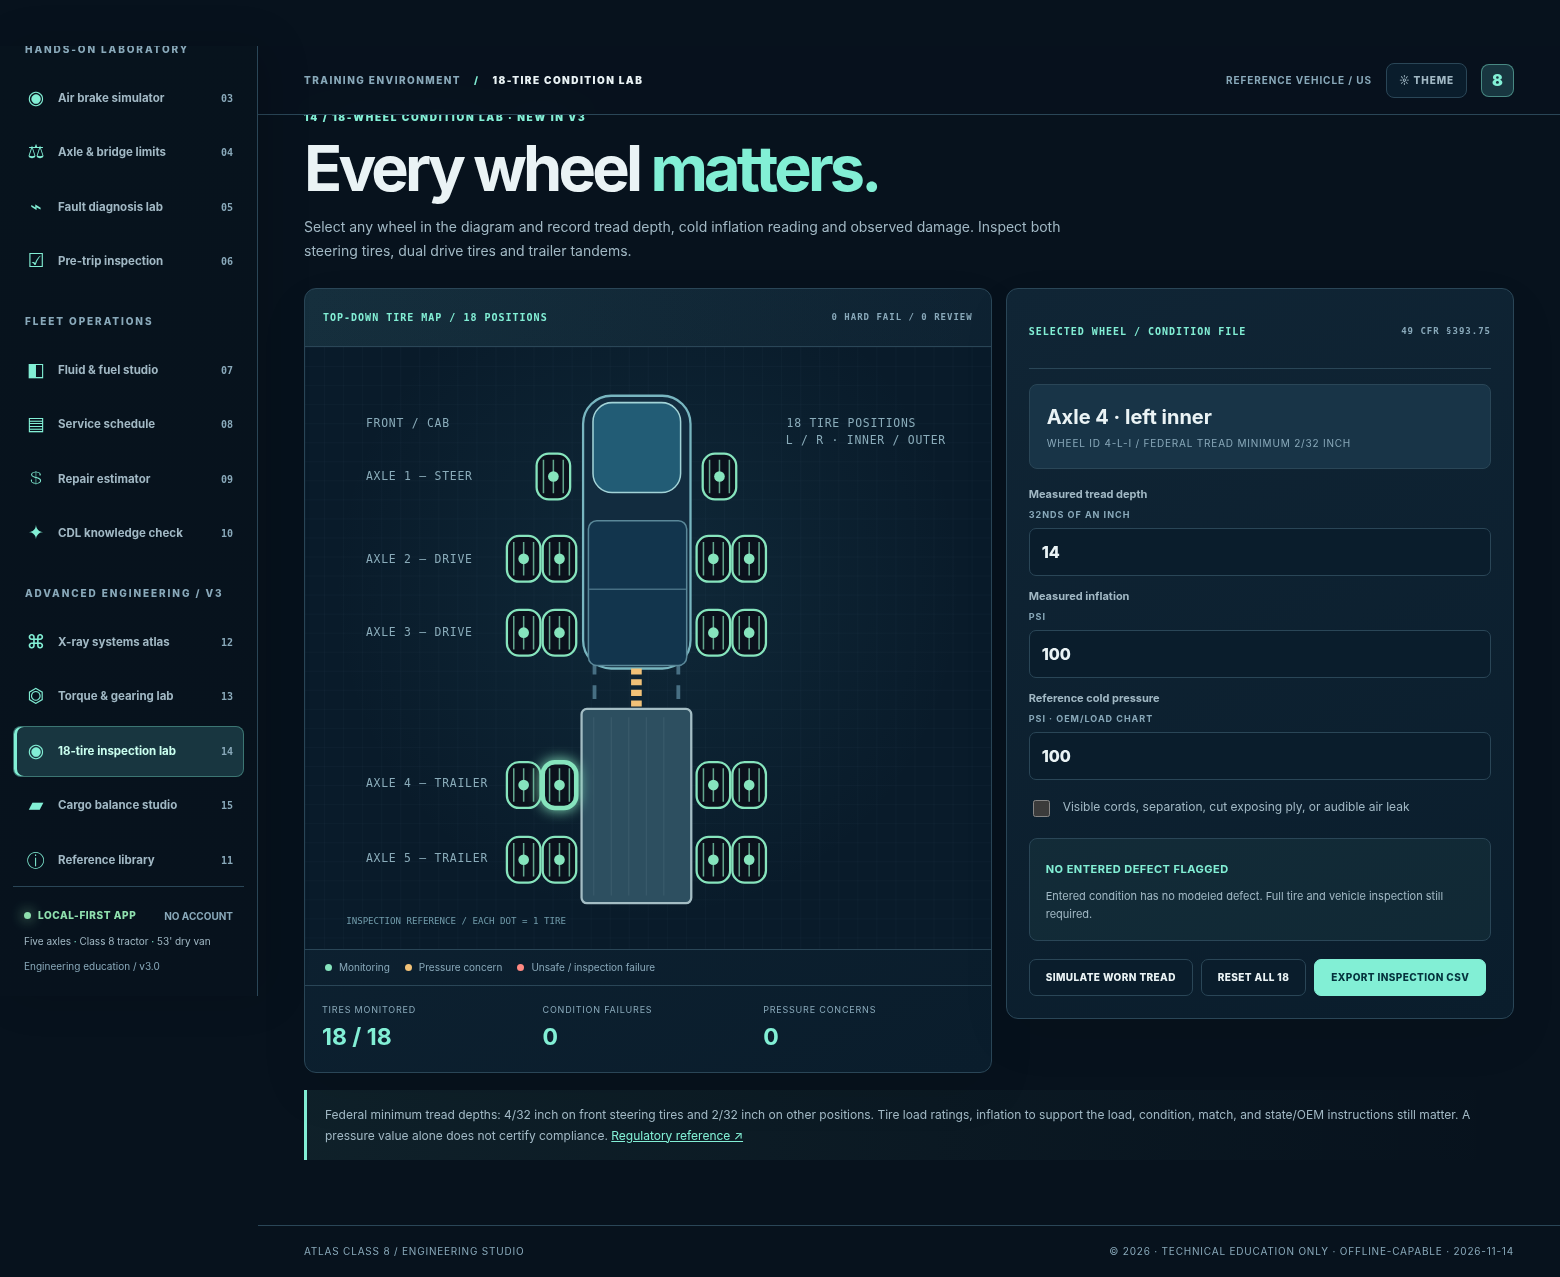 HANDS-ON LABORATORY
Air brake simulator 03
Axle & bridge limits 04
Fault diagnosis lab 05
Pre-trip inspection 06
FLEET OPERATIONS
Fluid & fuel studio 07
Service schedule 08
Repair estimator 09
CDL knowledge check 10
ADVANCED ENGINEERING / V3
X-ray systems atlas 12
Torque & gearing lab 13
18-tire inspection lab 14
Cargo balance studio 15
Reference library 11
LOCAL-FIRST APP NO ACCOUNT
Five axles · Class 8 tractor · 53' dry van
Engineering education / v3.0
TRAINING ENVIRONMENT / 18-TIRE CONDITION LAB
REFERENCE VEHICLE / US
THEME
8
14 / 18-WHEEL CONDITION LAB · NEW IN V3
Every wheel matters.
Select any wheel in the diagram and record tread depth, cold inflation reading and observed damage. Inspect both
steering tires, dual drive tires and trailer tandems.
TOP-DOWN TIRE MAP / 18 POSITIONS
0 HARD FAIL / 0 REVIEW
FRONT / CAB
18 TIRE POSITIONS
L / R · INNER / OUTER
AXLE 1 — STEER
AXLE 2 — DRIVE
AXLE 3 — DRIVE
AXLE 4 — TRAILER
AXLE 5 — TRAILER
INSPECTION REFERENCE / EACH DOT = 1 TIRE
Monitoring
Pressure concern
Unsafe / inspection failure
TIRES MONITORED
18 / 18
CONDITION FAILURES
0
PRESSURE CONCERNS
0
SELECTED WHEEL / CONDITION FILE
49 CFR §393.75
Axle 4 · left inner
WHEEL ID 4-L-I / FEDERAL TREAD MINIMUM 2/32 INCH
Measured tread depth
32NDS OF AN INCH
14
Measured inflation
PSI
100
Reference cold pressure
PSI · OEM/LOAD CHART
100
Visible cords, separation, cut exposing ply, or audible air leak
NO ENTERED DEFECT FLAGGED
Entered condition has no modeled defect. Full tire and vehicle inspection still
required.
SIMULATE WORN TREAD
RESET ALL 18
EXPORT INSPECTION CSV
Federal minimum tread depths: 4/32 inch on front steering tires and 2/32 inch on other positions. Tire load ratings, inflation to support the load, condition, match, and state/OEM instructions still matter. A
pressure value alone does not certify compliance. Regulatory reference ↗
ATLAS CLASS 8 / ENGINEERING STUDIO
© 2026 · TECHNICAL EDUCATION ONLY · OFFLINE-CAPABLE · 2026-11-14